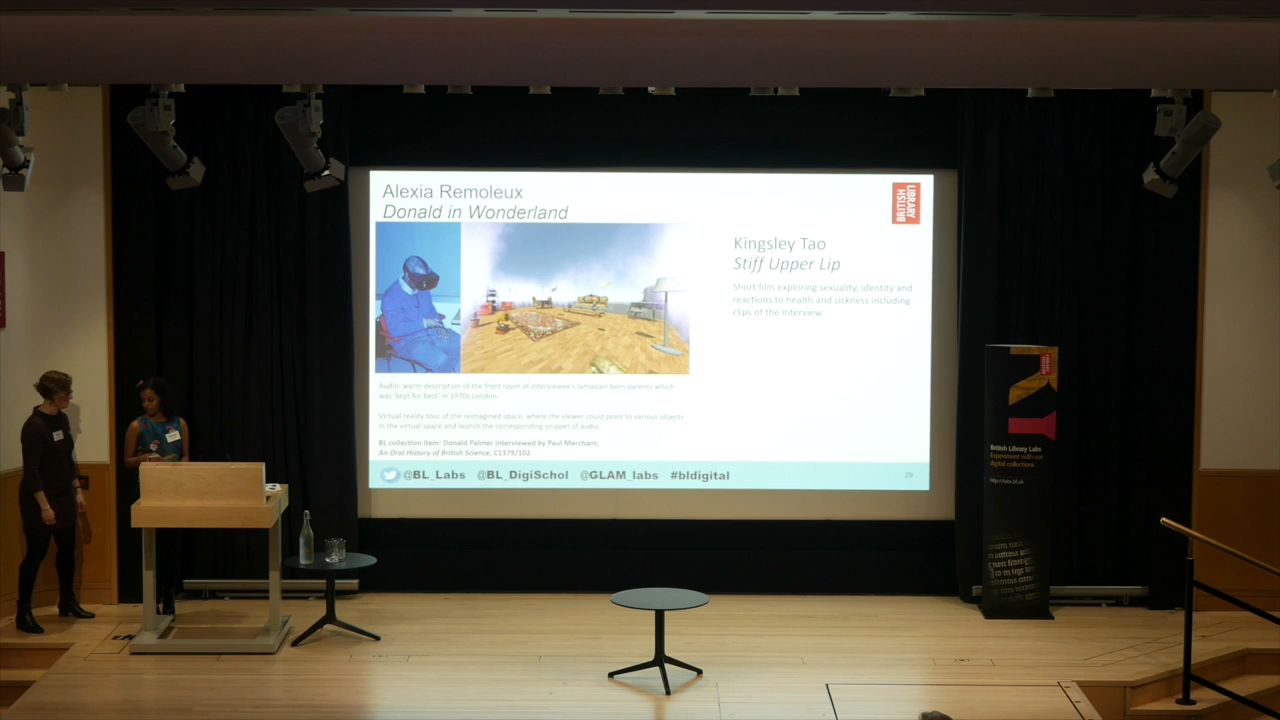 Alexia Remoleux
Donald in Wonderland
BRITISH
LIBRARY
Kingsley Tao
Stiff Upper Lip
Short film exploring sexuality, identity and
reactions to health and sickness including
clips of the interview
Audio: warm description of the front room of interviewee's Jamaican born parents which
was 'kept for best' in 1970s London.
Virtual reality tour of the reimagined space, where the viewer could point to various objects
in the virtual space and launch the corresponding snippet of audio.
BL collection item: Donald Palmer interviewed by Paul Merchant,
An Oral History of British Science, C1379/102
@BL_Labs @BL_DigiSchol @GLAM_labs #bldigital
26
British Library Labs
Experiment with our
digital collections
http://labs.bl.uk